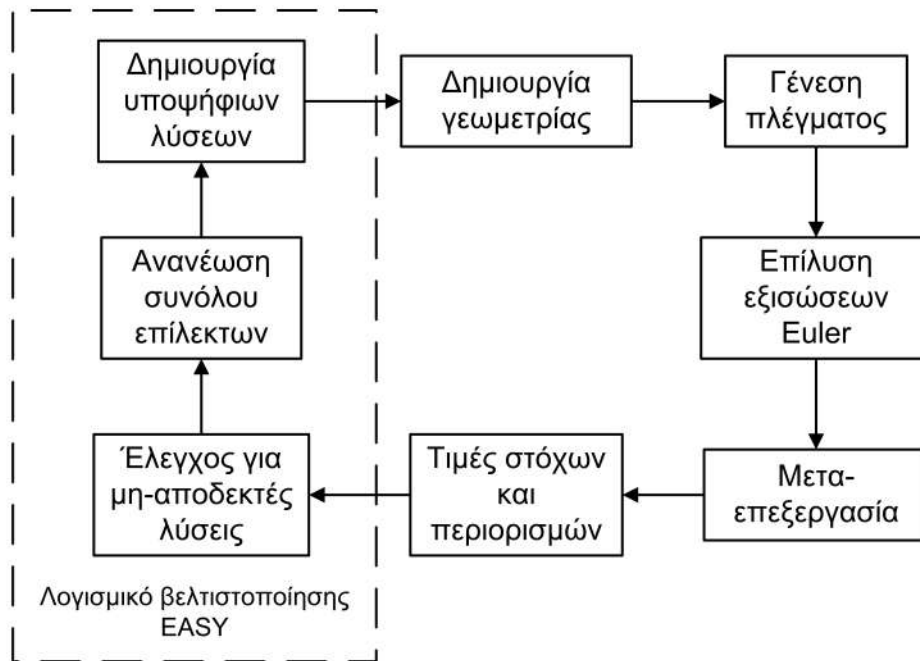 Δημιουργία
υποψήφιων
λύσεων
Δημιουργία
γεωμετρίας
Γένεση
πλέγματος
Ανανέωση
συνόλου
επίλεκτων
Επίλυση
εξισώσεων
Euler
Έλεγχος για
μη-αποδεκτές
λύσεις
Τιμές στόχων
και
περιορισμών
Μετα-
επεξεργασία
Λογισμικό βελτιστοποίησης
EASY